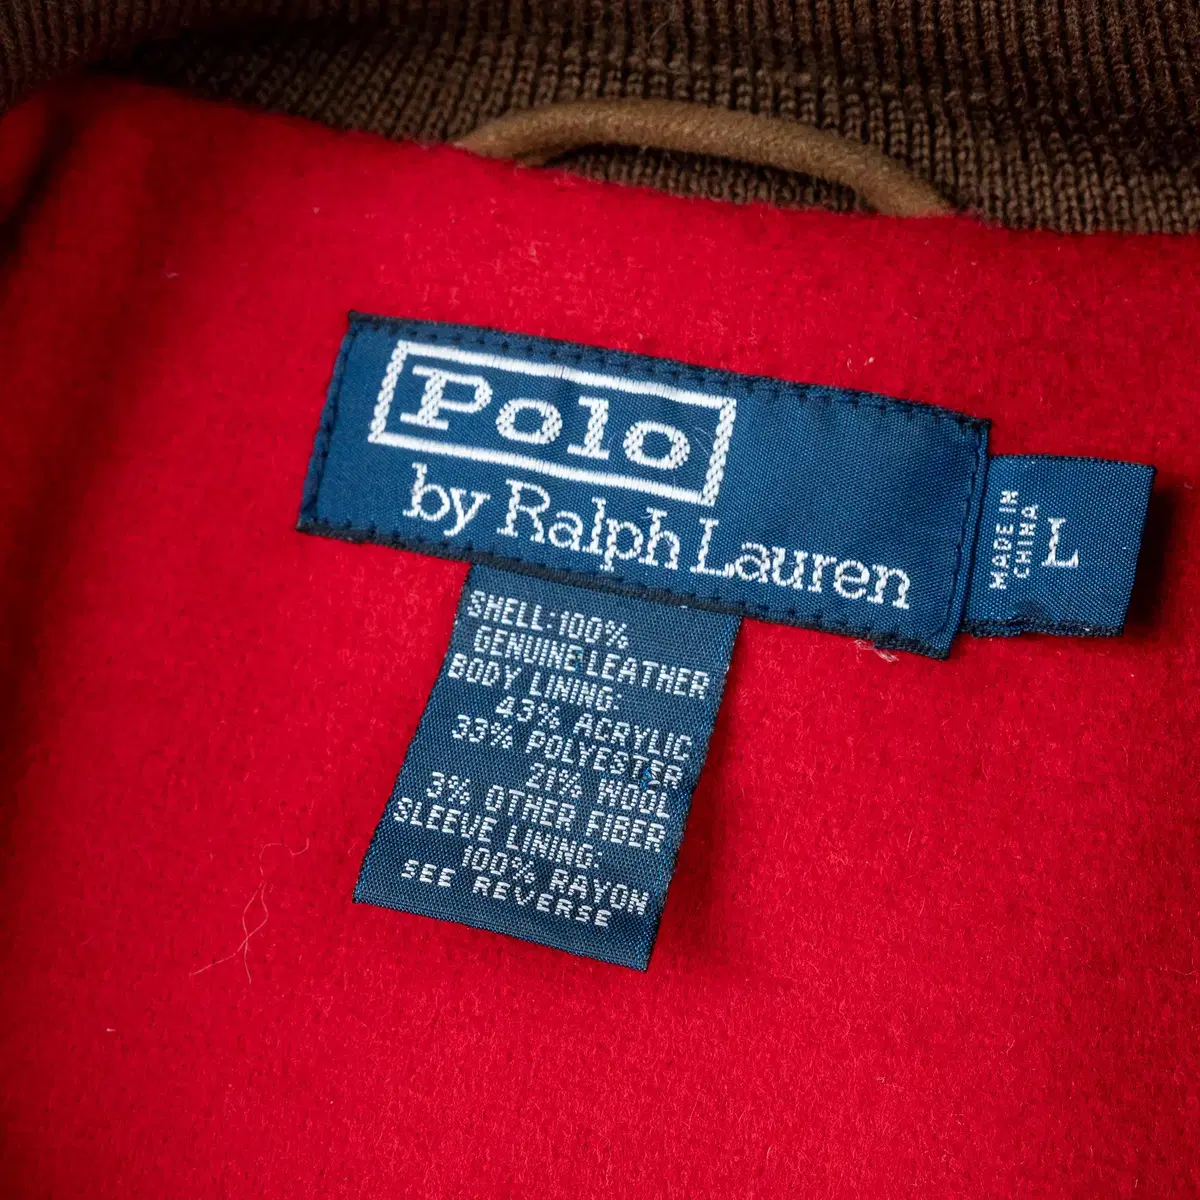 Polo
by Ralph Lauren
MADE IN
CHINA
L
SHELL:100%
GENUINE LEATHER
BODY LINING:
43% ACRYLIC
33% POLYESTER
21% WOOL
3% OTHER FIBER
SLEEVE LINING:
100% RAYON
SEE REVERSE